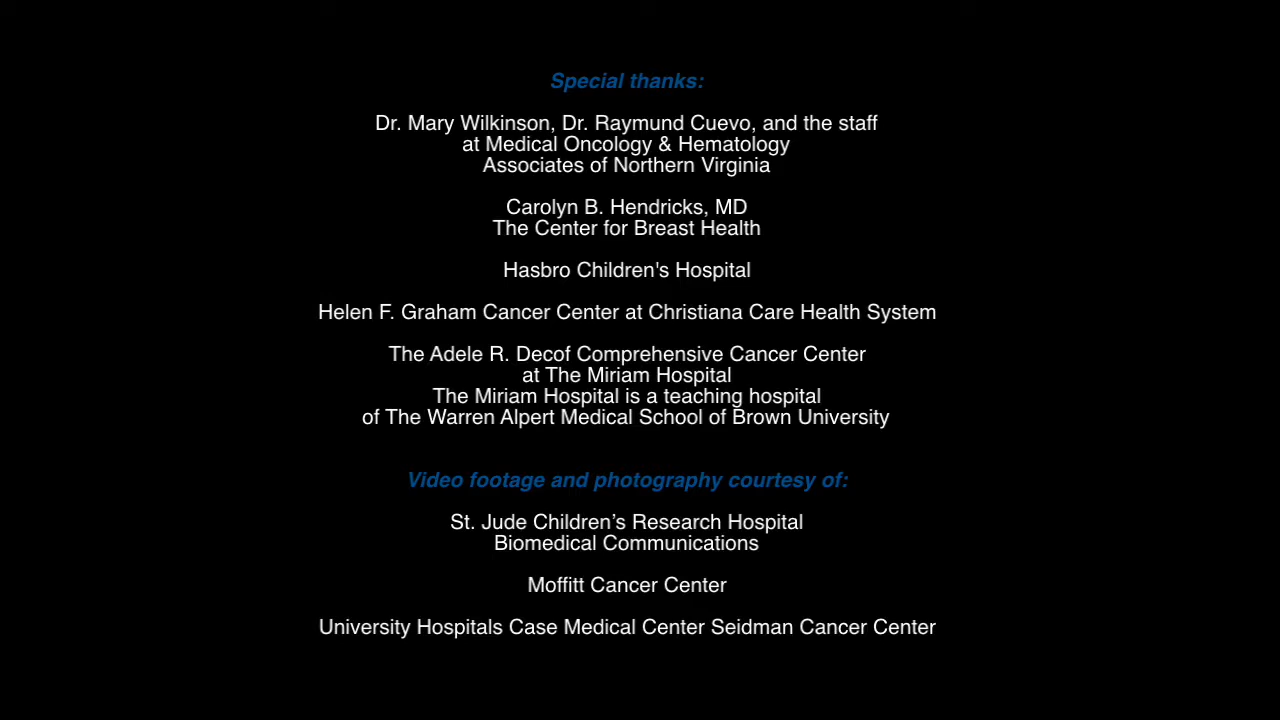 Special thanks:
Dr. Mary Wilkinson, Dr. Raymund Cuevo, and the staff
at Medical Oncology & Hematology
Associates of Northern Virginia
Carolyn B. Hendricks, MD
The Center for Breast Health
Hasbro Children's Hospital
Helen F. Graham Cancer Center at Christiana Care Health System
The Adele R. Decof Comprehensive Cancer Center
at The Miriam Hospital
The Miriam Hospital is a teaching hospital
of The Warren Alpert Medical School of Brown University
Video footage and photography courtesy of:
St. Jude Children’s Research Hospital
Biomedical Communications
Moffitt Cancer Center
University Hospitals Case Medical Center Seidman Cancer Center